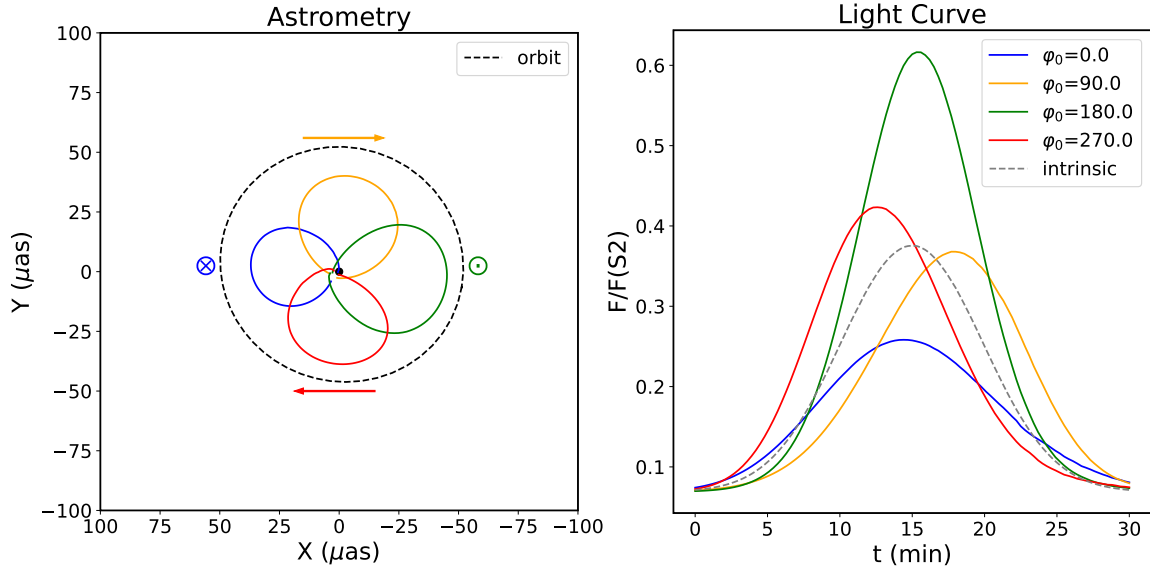 Astrometry
100
75
50
25
0
−25
−50
−75
−100
100
75
50
25
0
−25
−50
−75
−100
X (μas)
Y (μas)
orbit
Light Curve
0.6
0.5
0.4
0.3
0.2
0.1
0
5
10
15
20
25
30
t (min)
F/F(S2)
φ₀=0.0
φ₀=90.0
φ₀=180.0
φ₀=270.0
intrinsic